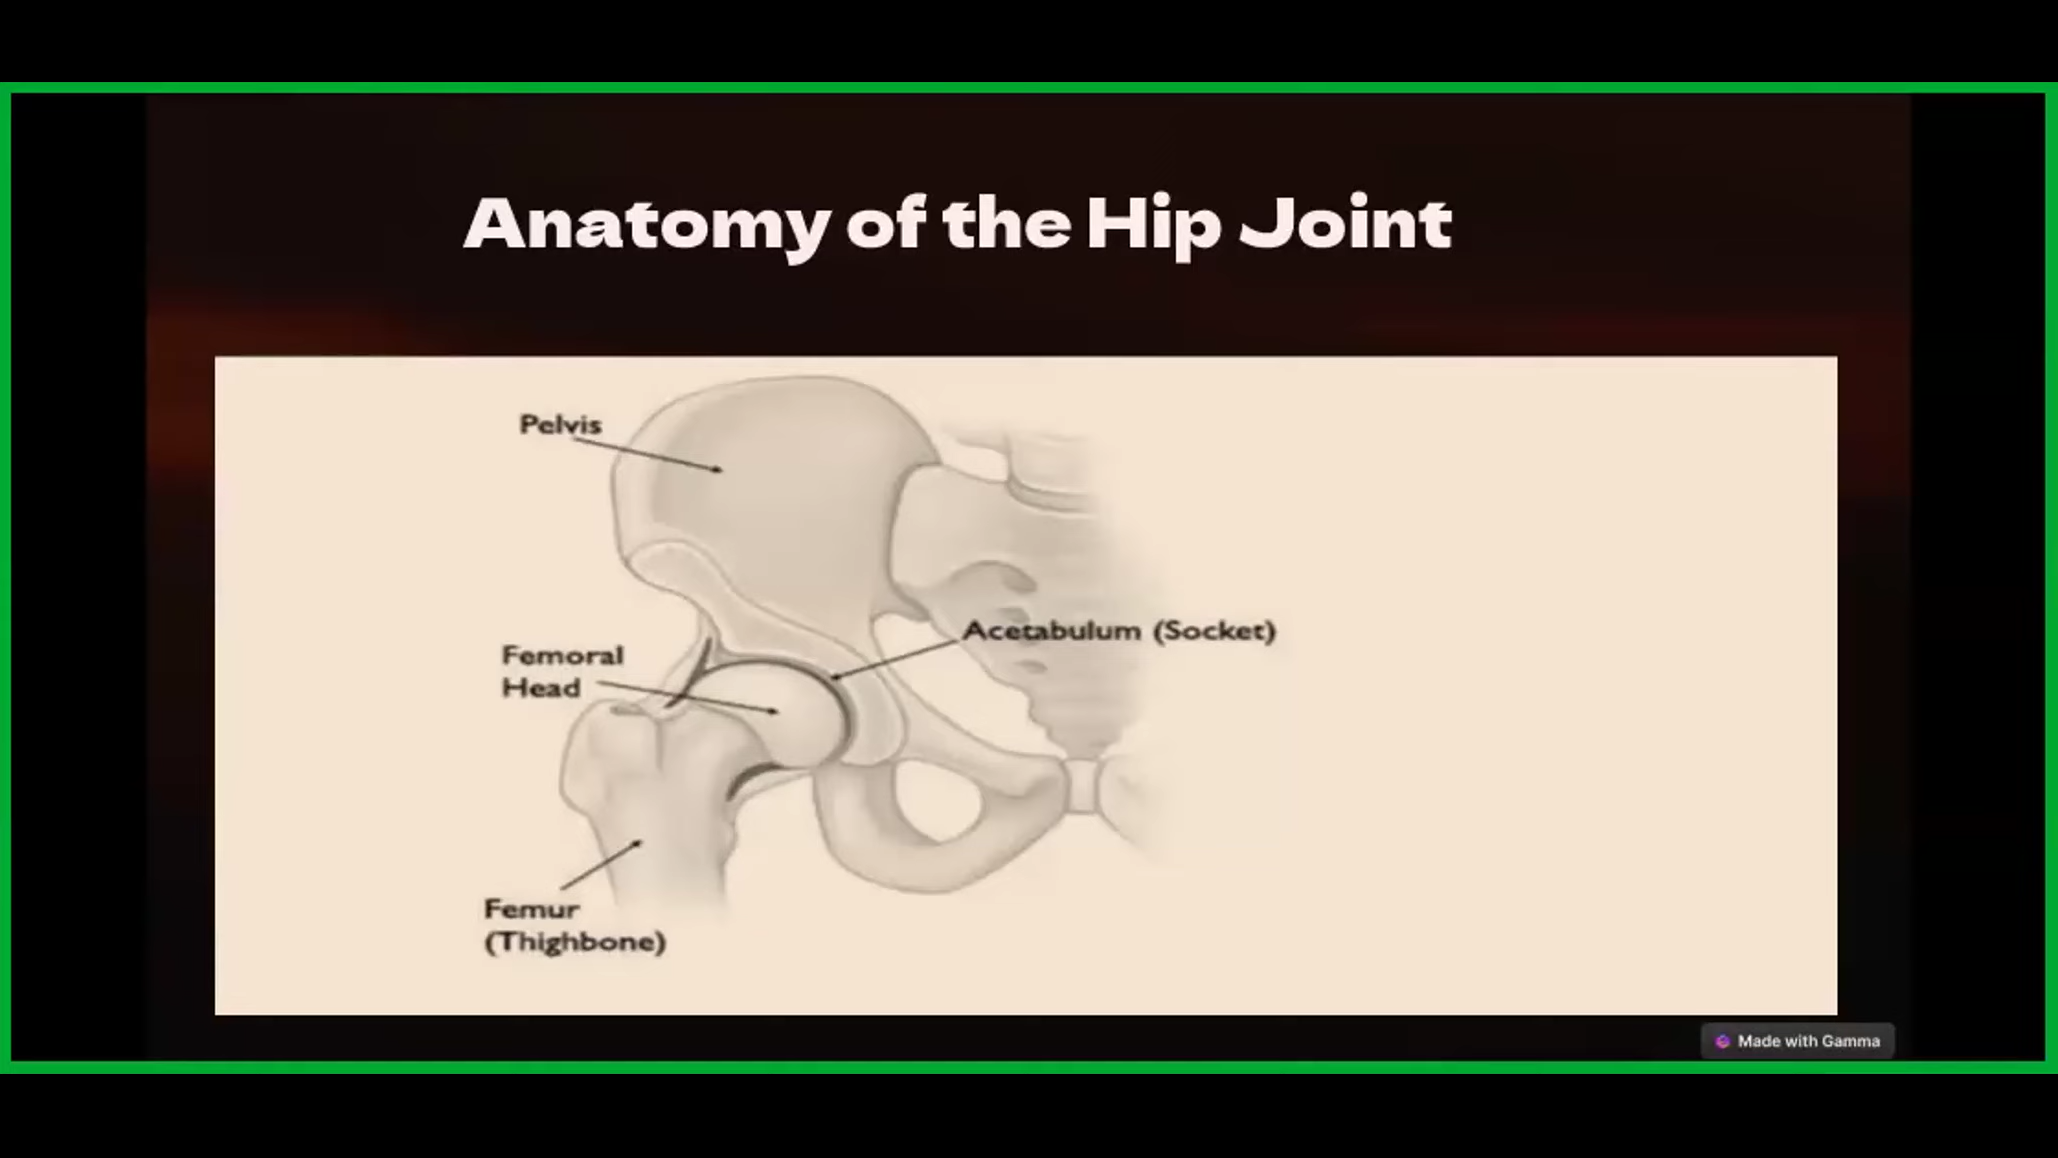 Anatomy of the Hip Joint
Pelvis
Acetabulum (Socket)
Femoral
Head
Femur
(Thighbone)
Made with Gamma